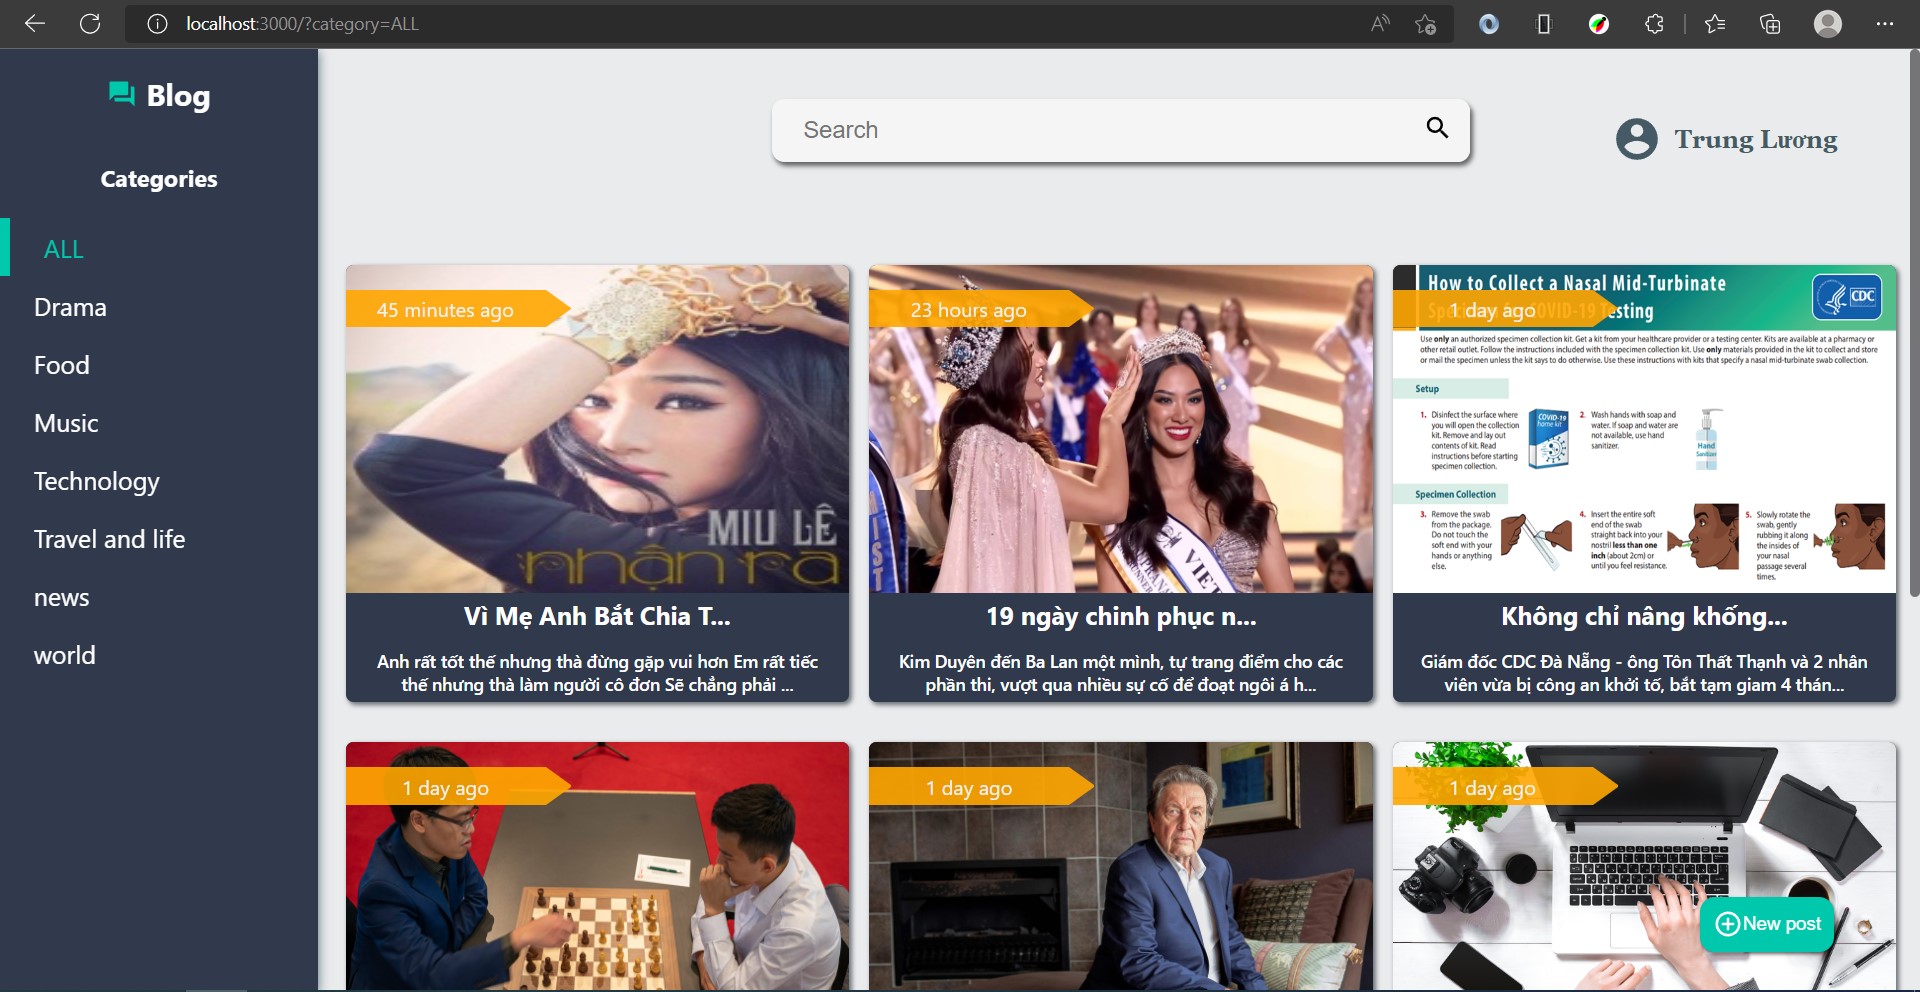 localhost:3000/?category=ALL
Blog
Categories
ALL
Drama
Food
Music
Technology
Travel and life
news
world
Search
Trung Lương
45 minutes ago
MIU LÊ
nhận ra
Vì Mẹ Anh Bắt Chia T...
Anh rất tốt thế nhưng thà đừng gặp vui hơn Em rất tiếc
thế nhưng thà làm người cô đơn Sẽ chẳng phải ...
23 hours ago
VIET
19 ngày chinh phục n...
Kim Duyên đến Ba Lan một mình, tự trang điểm cho các
phần thi, vượt qua nhiều sự cố để đoạt ngôi á h...
How to Collect a Nasal Mid-Turbinate
1 day ago
COVID-19 Testing
CDC
Use only an authorized specimen collection kit. Get a kit from your healthcare provider or a testing center. Kits are available at a pharmacy or
other retail outlet. Follow the instructions included with the specimen collection kit. Use only materials provided in the kit to collect and store
or mail the specimen unless the kit says to do otherwise. Use these instructions with kits that specify a nasal mid-turbinate swab collection.
Setup
1. Disinfect the surface where
you will open the collection
kit. Remove and lay out
contents of kit. Read
instructions before starting
specimen collection.
COVID-19
home kit
2. Wash hands with soap and
water. If soap and water are
not available, use hand
sanitizer.
Hand
Sanitizer
Specimen Collection
3. Remove the swab
from the package.
Do not touch the
soft end with your
hands or anything
else.
4. Insert the entire soft
end of the swab
straight back into your
nostril less than one
inch (about 2cm) or
until you feel resistance.
5. Slowly rotate the
swab, gently
rubbing it along
the insides of
your nasal
passage several
times.
Không chỉ nâng khống...
Giám đốc CDC Đà Nẵng - ông Tôn Thất Thạnh và 2 nhân
viên vừa bị công an khởi tố, bắt tạm giam 4 thán...
1 day ago
1 day ago
1 day ago
New post